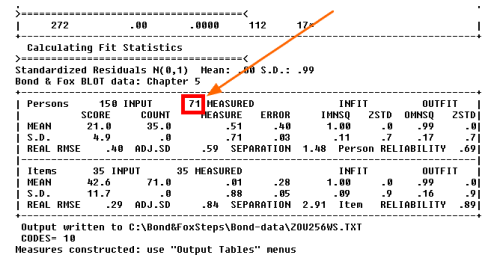 >=====================================<
| 272 .00 .0000 112 17* |
>=====================================<
Calculating Fit Statistics
>=====================================<
Standardized Residuals N(0,1) Mean: .00 S.D.: .99
Bond & Fox BLOT data: Chapter 5
| Persons 150 INPUT 71 MEASURED INFIT OUTFIT |
| SCORE COUNT MEASURE ERROR IMNSQ ZSTD OMNSQ ZSTD|
| MEAN 21.0 35.0 .51 .40 1.00 .0 .99 .0|
| S.D. 4.9 .0 .71 .03 .11 .7 .17 .7|
| REAL RMSE .40 ADJ.SD .59 SEPARATION 1.48 Person RELIABILITY .69|
| Items 35 INPUT 35 MEASURED INFIT OUTFIT |
| MEAN 42.6 71.0 .01 .28 1.00 .0 .99 .0|
| S.D. 11.7 .0 .88 .05 .09 .9 .16 .9|
| REAL RMSE .29 ADJ.SD .84 SEPARATION 2.91 Item RELIABILITY .89|
Output written to C:\Bond&FoxSteps\Bond-data\ZOU256WS.TXT
CODES= 10
Measures constructed: use "Output Tables" menus